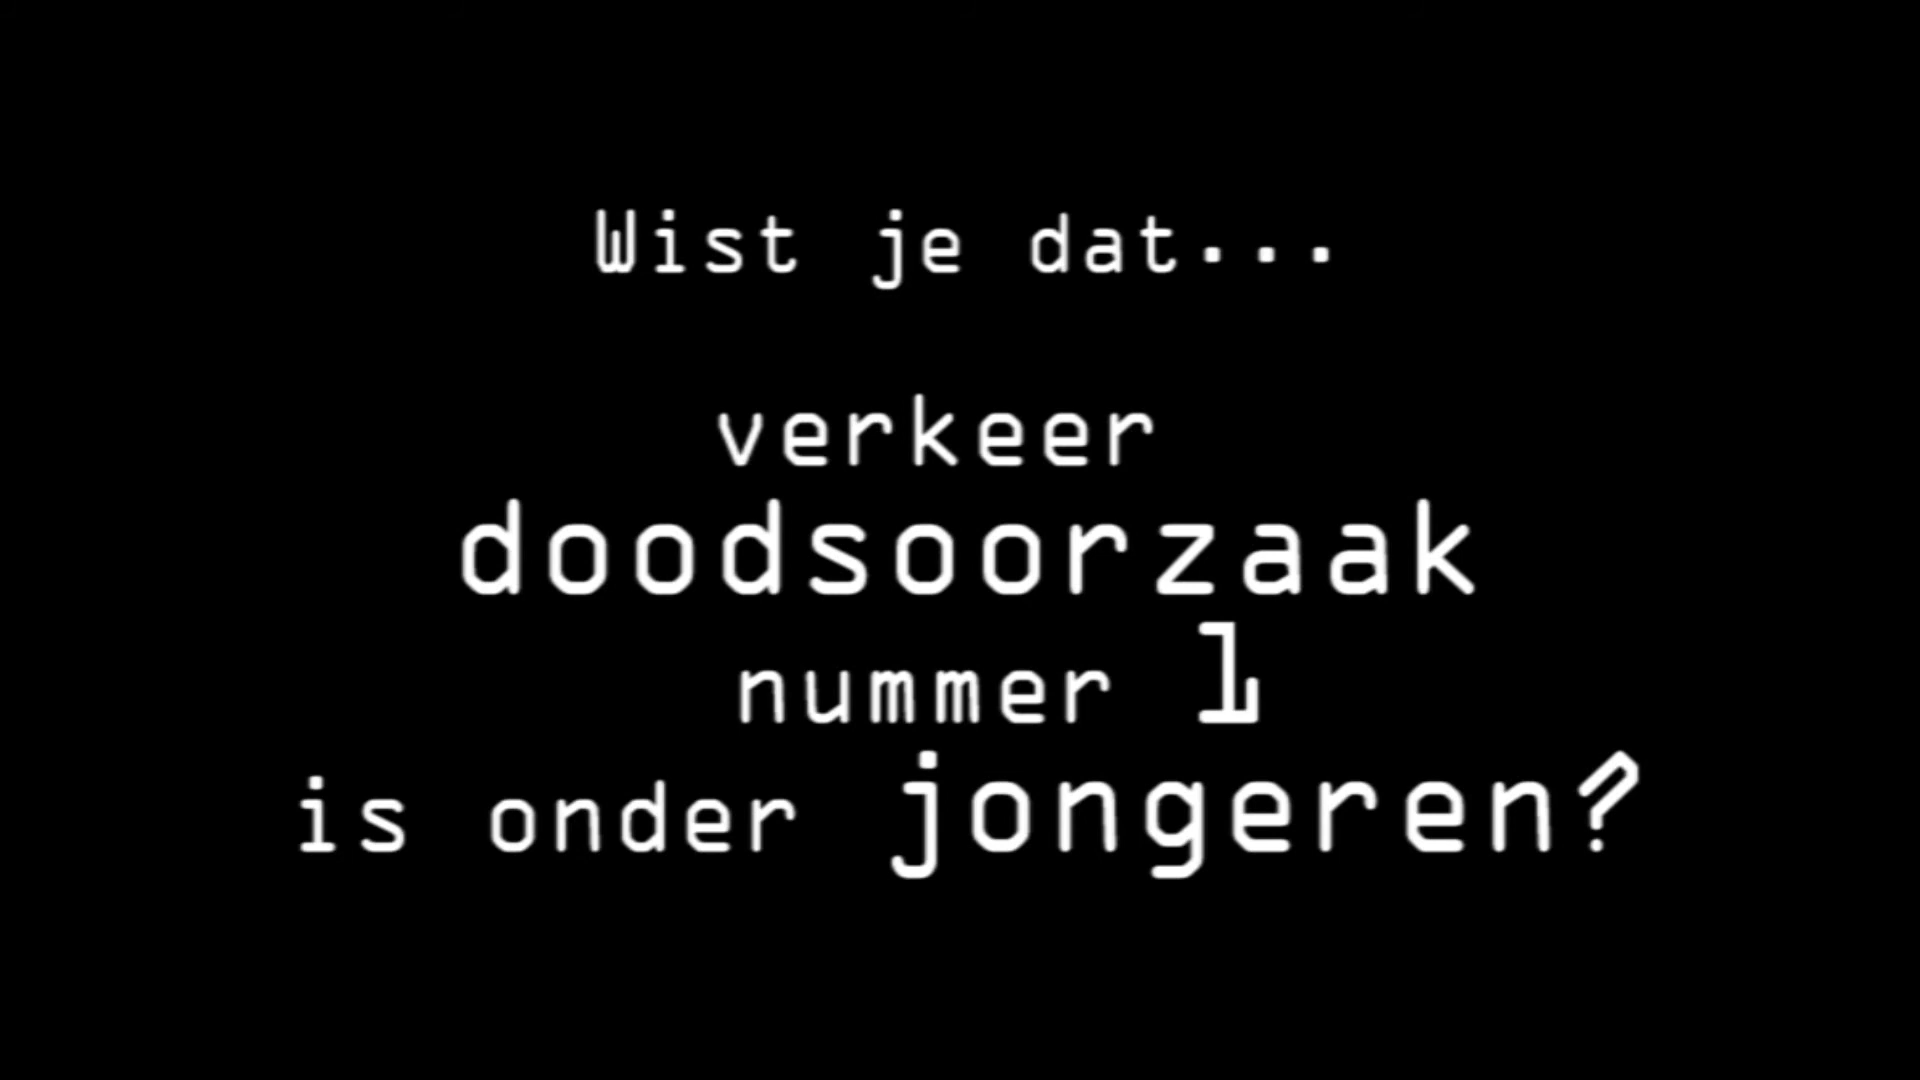 Wist je dat...
verkeer
doodsoorzaak
nummer 1
is onder jongeren?